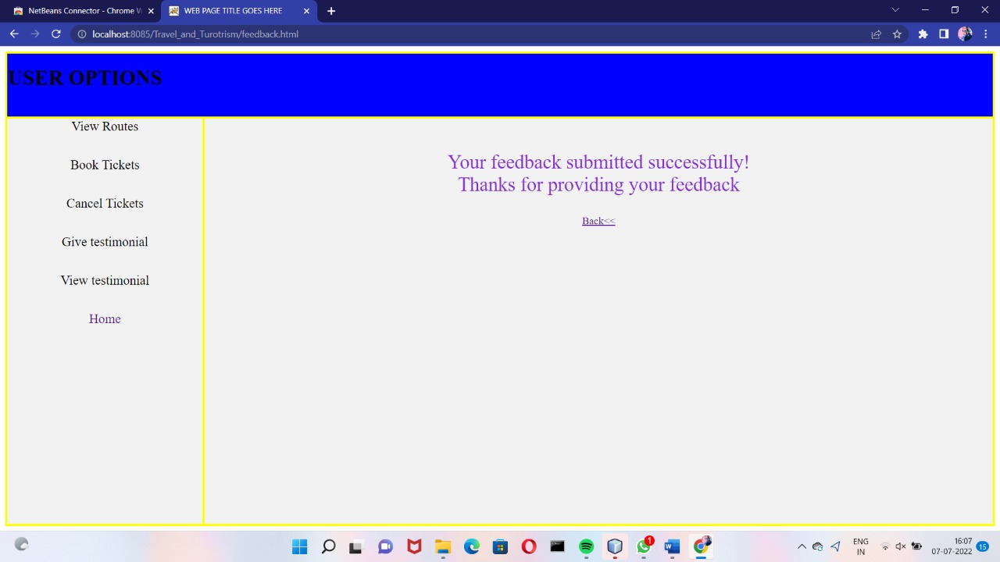 NetBeans Connector - Chrome W
WEB PAGE TITLE GOES HERE
localhost:8085/Travel_and_Turotrism/feedback.html
USER OPTIONS
View Routes
Book Tickets
Cancel Tickets
Give testimonial
View testimonial
Home
Your feedback submitted successfully!
Thanks for providing your feedback
Back<<
1
ENG
IN
16:07
07-07-2022
15